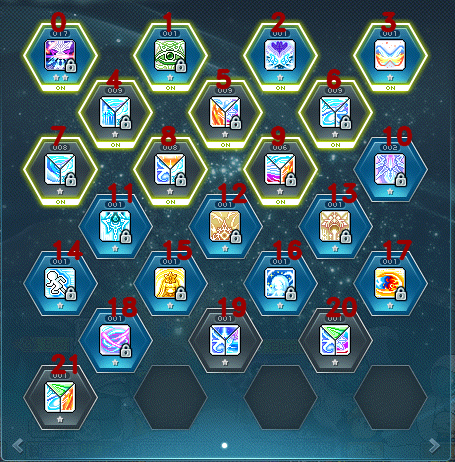 0 1 2 3
017 001 001 001
ON ON ON ON
4 5 6
009 009 009
ON ON ON
7 8 9 10
008 008 006 002
ON ON ON
11 12 13
001 001 001
14 15 16 17
001 001 001 001
18 19 20
001 001 001
21
001